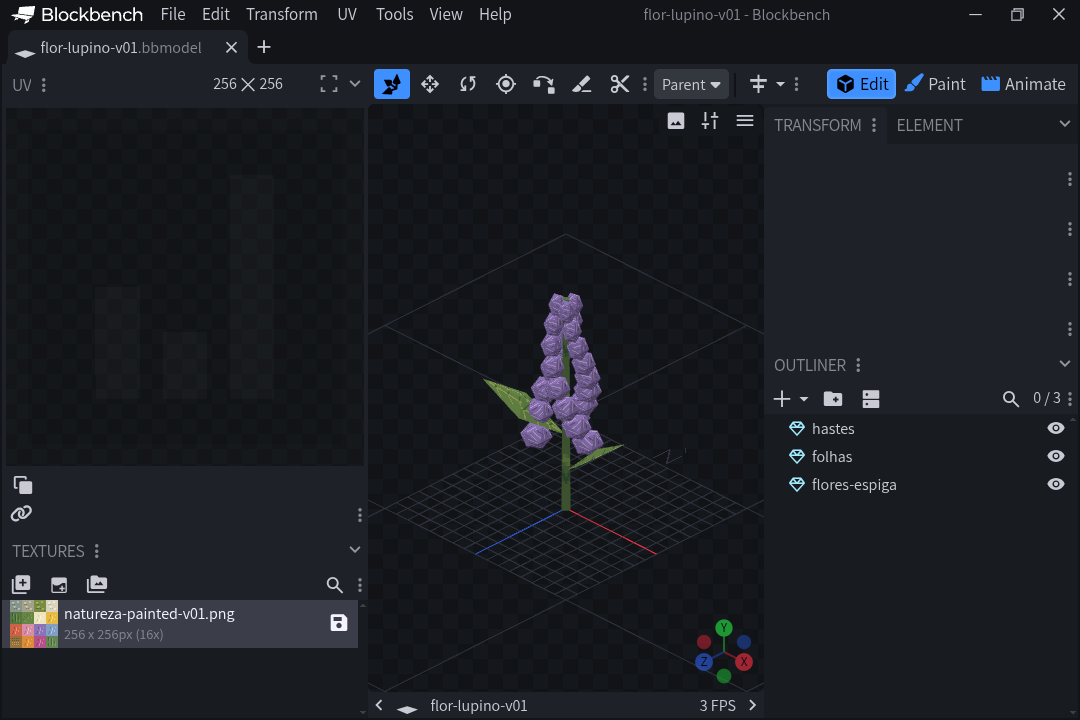 Blockbench File Edit Transform UV Tools View Help flor-lupino-v01 - Blockbench
flor-lupino-v01.bbmodel
UV 256 × 256 Parent Edit Paint Animate
TRANSFORM ELEMENT
OUTLINER
0 / 3
hastes
folhas
flores-espiga
TEXTURES
natureza-painted-v01.png
256 x 256px (16x)
Y
Z X
flor-lupino-v01 3 FPS